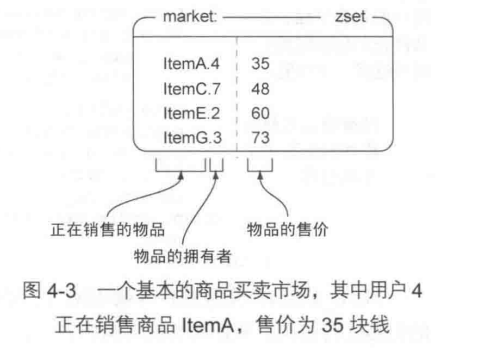 market: zset
ItemA.4 35
ItemC.7 48
ItemE.2 60
ItemG.3 73
正在销售的物品 物品的售价
物品的拥有者
图 4-3 一个基本的商品买卖市场，其中用户 4
正在销售商品 ItemA，售价为 35 块钱